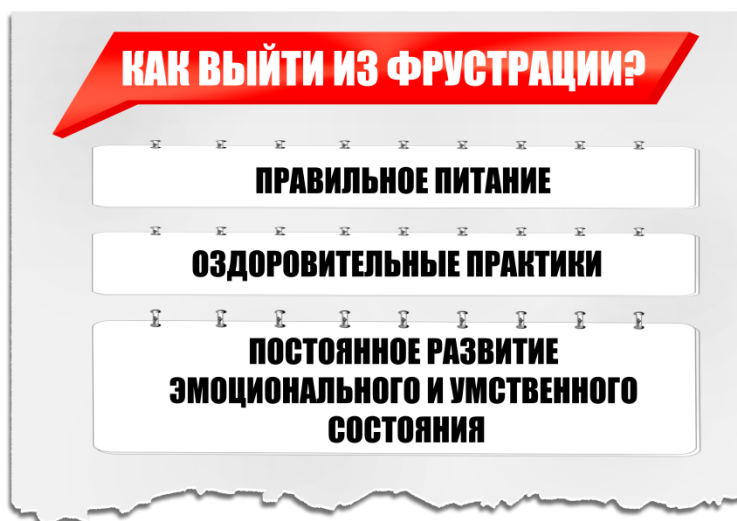 КАК ВЫЙТИ ИЗ ФРУСТРАЦИИ?
ПРАВИЛЬНОЕ ПИТАНИЕ
ОЗДОРОВИТЕЛЬНЫЕ ПРАКТИКИ
ПОСТОЯННОЕ РАЗВИТИЕ
ЭМОЦИОНАЛЬНОГО И УМСТВЕННОГО
СОСТОЯНИЯ